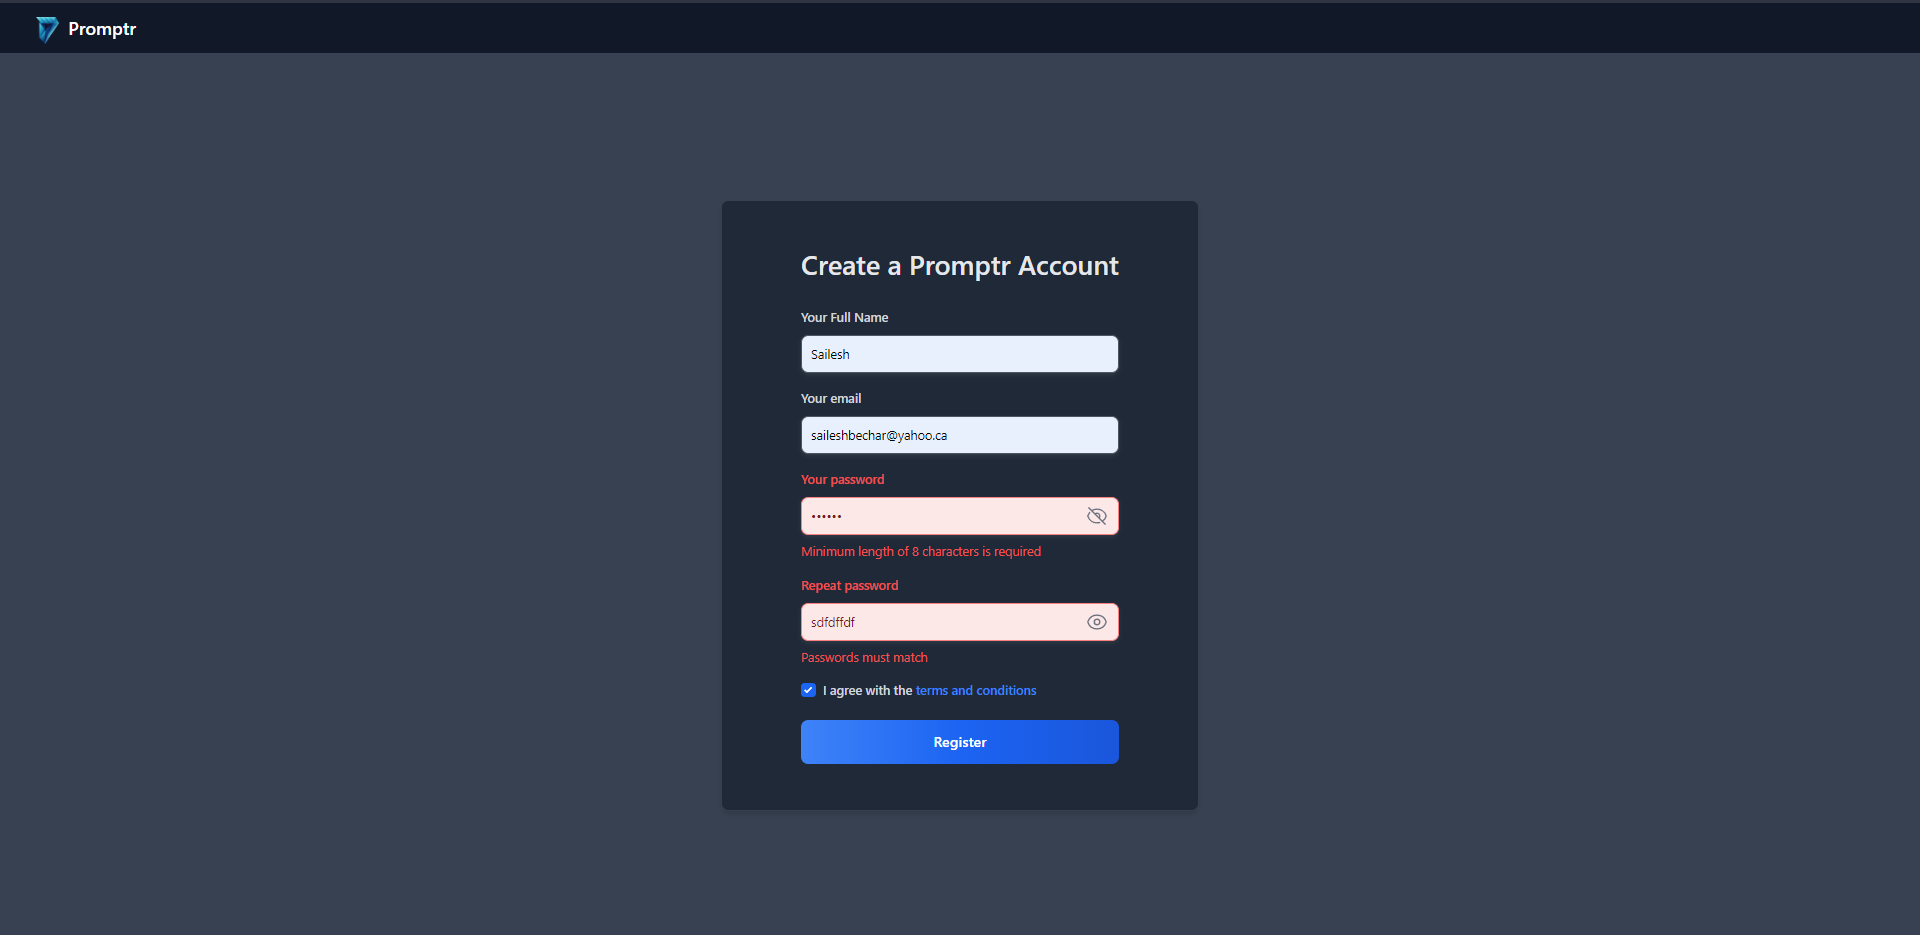 Promptr
Create a Promptr Account
Your Full Name
Sailesh
Your email
saileshbechar@yahoo.ca
Your password
••••••
Minimum length of 8 characters is required
Repeat password
sdfdffdf
Passwords must match
I agree with the terms and conditions
Register